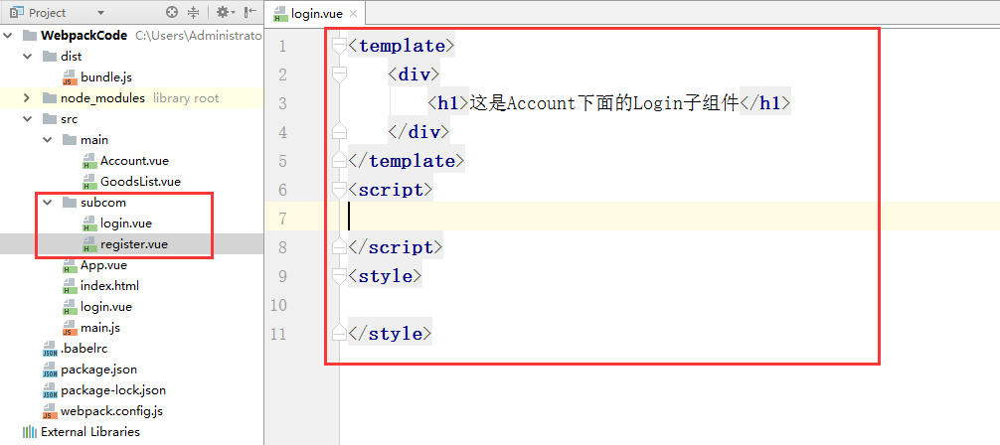 Project
WebpackCode C:\Users\Administrato
dist
bundle.js
node_modules library root
src
main
Account.vue
GoodsList.vue
subcom
login.vue
register.vue
App.vue
index.html
login.vue
main.js
.babelrc
package.json
package-lock.json
webpack.config.js
External Libraries
login.vue
1 <template>
2 <div>
3 <h1>这是Account下面的Login子组件</h1>
4 </div>
5 </template>
6 <script>
7
8 </script>
9 <style>
10
11 </style>